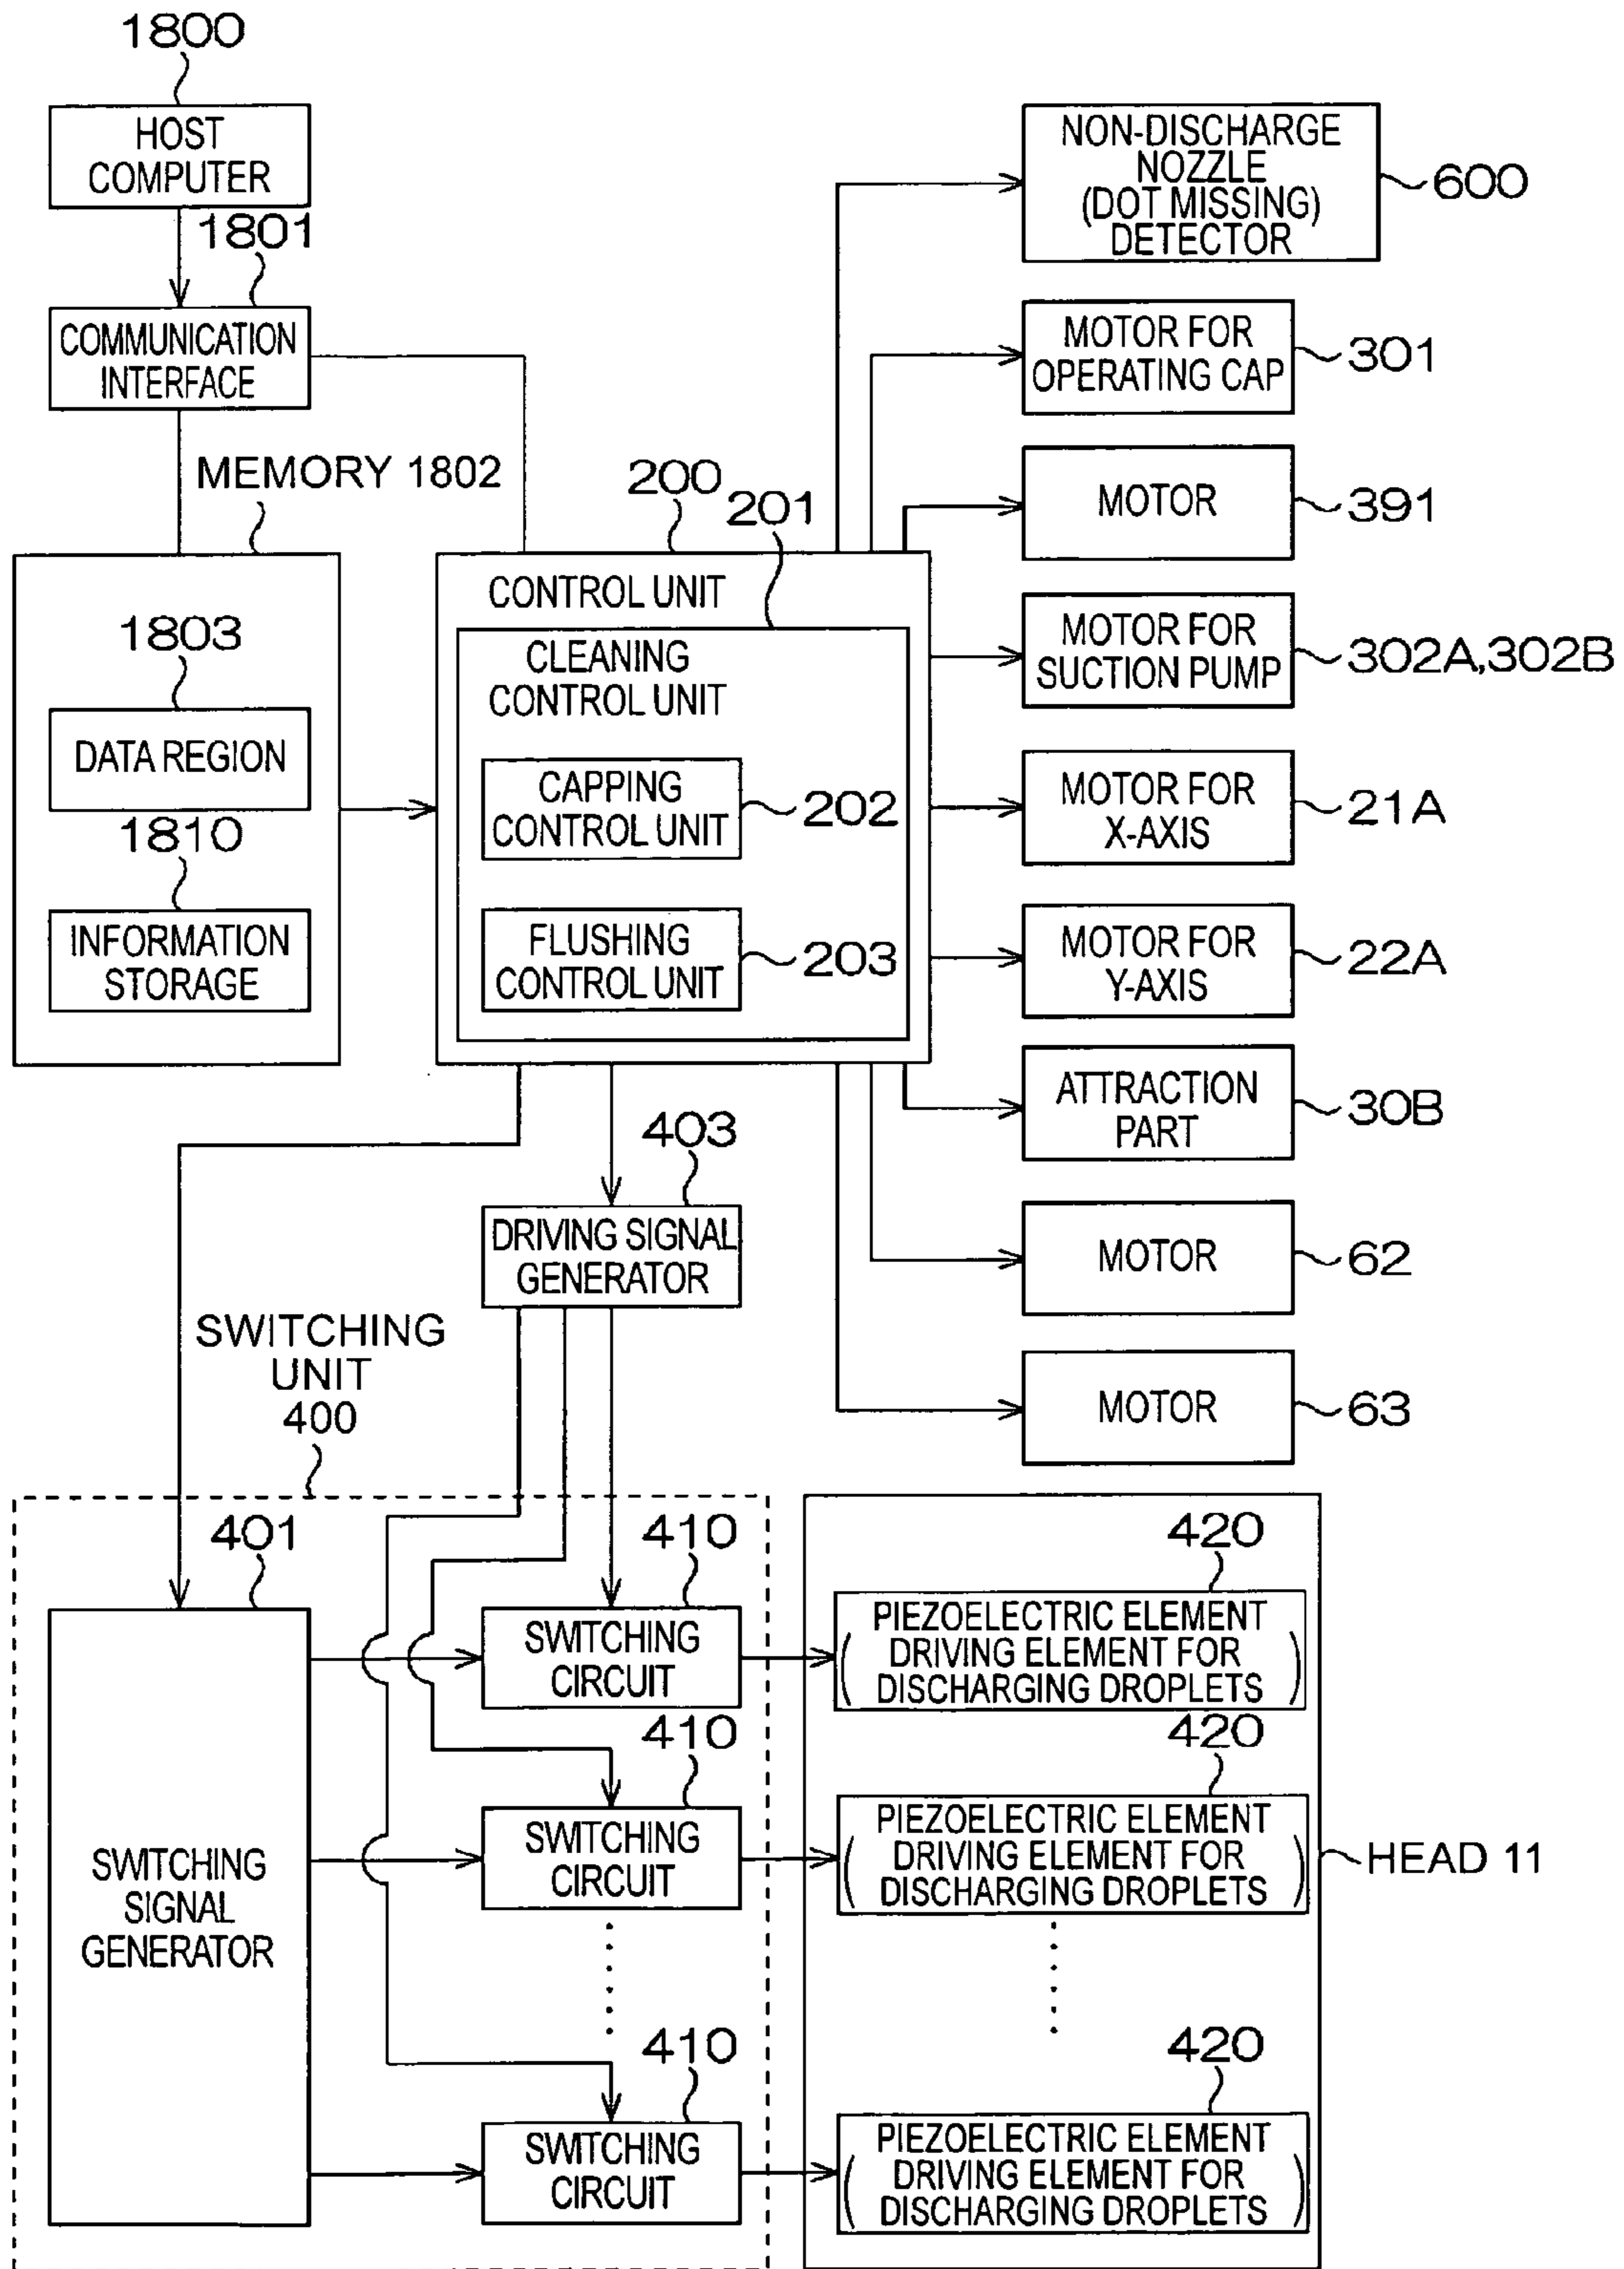 1800
HOST
COMPUTER
1801
COMMUNICATION
INTERFACE
MEMORY 1802
1803
DATA REGION
1810
INFORMATION
STORAGE
200
201
CONTROL UNIT
CLEANING
CONTROL UNIT
CAPPING
CONTROL UNIT
202
FLUSHING
CONTROL UNIT
203
NON-DISCHARGE
NOZZLE
(DOT MISSING)
DETECTOR
600
MOTOR FOR
OPERATING CAP
301
MOTOR
391
MOTOR FOR
SUCTION PUMP
302A,302B
MOTOR FOR
X-AXIS
21A
MOTOR FOR
Y-AXIS
22A
ATTRACTION
PART
30B
MOTOR
62
MOTOR
63
403
DRIVING SIGNAL
GENERATOR
SWITCHING
UNIT
400
401
SWITCHING
SIGNAL
GENERATOR
410
SWITCHING
CIRCUIT
410
SWITCHING
CIRCUIT
410
SWITCHING
CIRCUIT
420
PIEZOELECTRIC ELEMENT
(DRIVING ELEMENT FOR
DISCHARGING DROPLETS)
420
PIEZOELECTRIC ELEMENT
(DRIVING ELEMENT FOR
DISCHARGING DROPLETS)
HEAD 11
420
PIEZOELECTRIC ELEMENT
(DRIVING ELEMENT FOR
DISCHARGING DROPLETS)